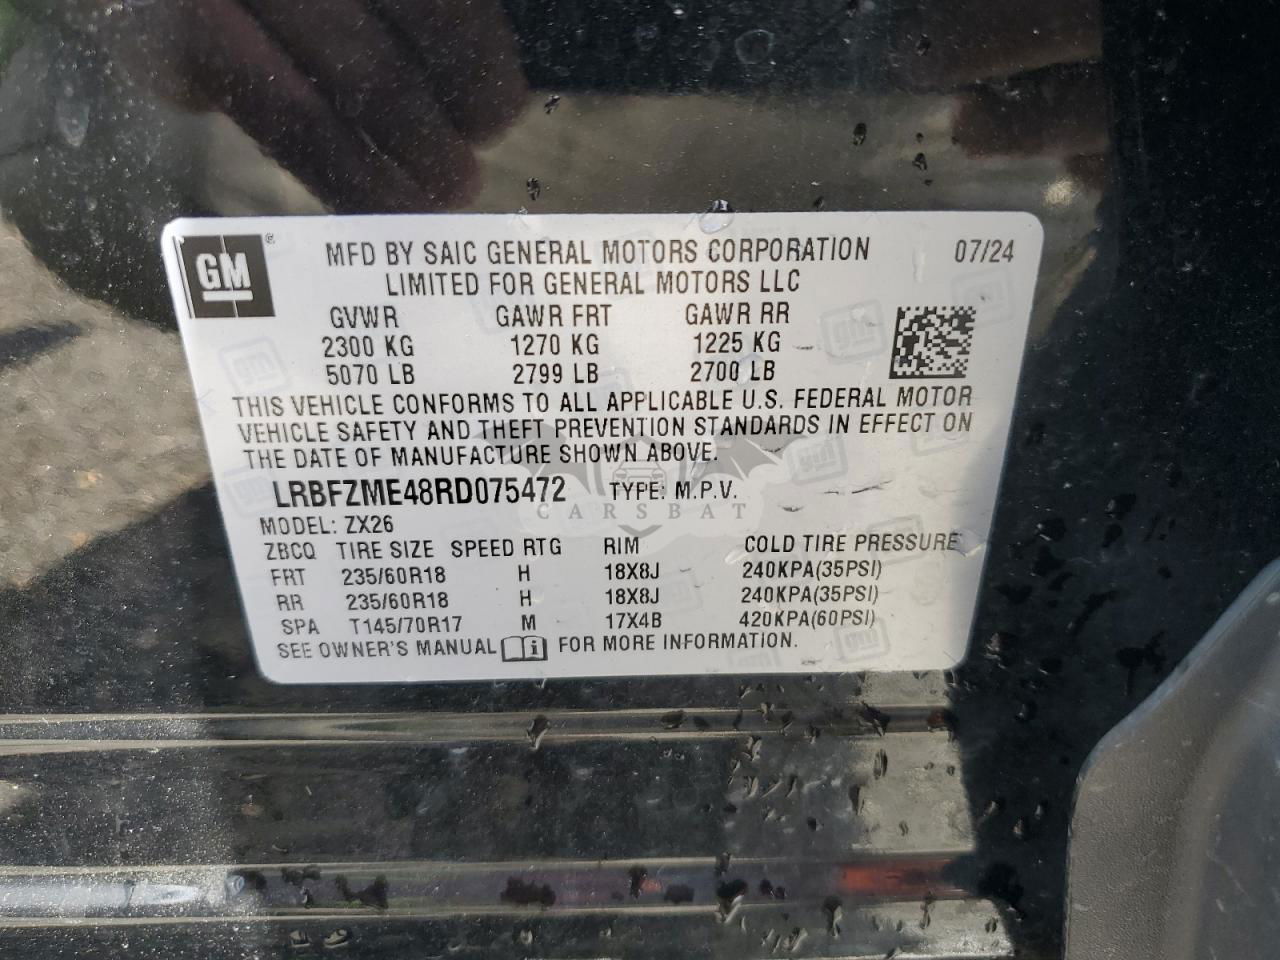 GM © MFD BY SAIC GENERAL MOTORS CORPORATION 07/24
LIMITED FOR GENERAL MOTORS LLC
GVWR GAWR FRT GAWR RR
2300 KG 1270 KG 1225 KG
5070 LB 2799 LB 2700 LB
THIS VEHICLE CONFORMS TO ALL APPLICABLE U.S. FEDERAL MOTOR
VEHICLE SAFETY AND THEFT PREVENTION STANDARDS IN EFFECT ON
THE DATE OF MANUFACTURE SHOWN ABOVE.
LRBFZME48RD075472 TYPE: M.P.V.
CARSBAT
MODEL: ZX26
ZBCQ TIRE SIZE SPEED RTG RIM COLD TIRE PRESSURE
FRT 235/60R18 H 18X8J 240KPA(35PSI)
RR 235/60R18 H 18X8J 240KPA(35PSI)
SPA T145/70R17 M 17X4B 420KPA(60PSI)
SEE OWNER'S MANUAL i FOR MORE INFORMATION.